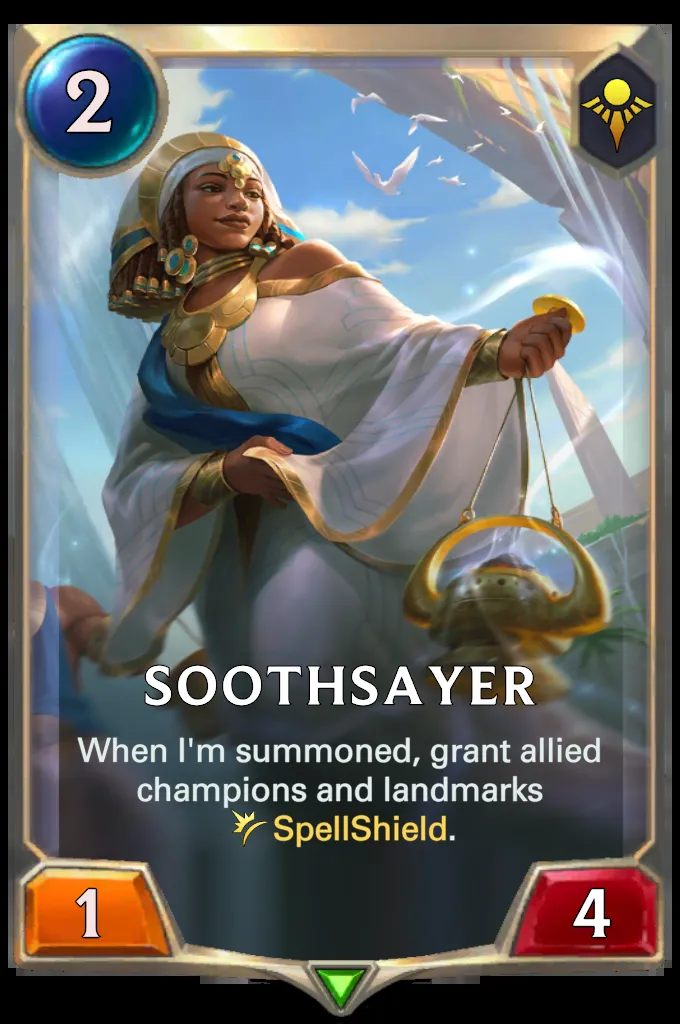 2
SOOTHSAYER
When I'm summoned, grant allied
champions and landmarks
SpellShield.
1
4